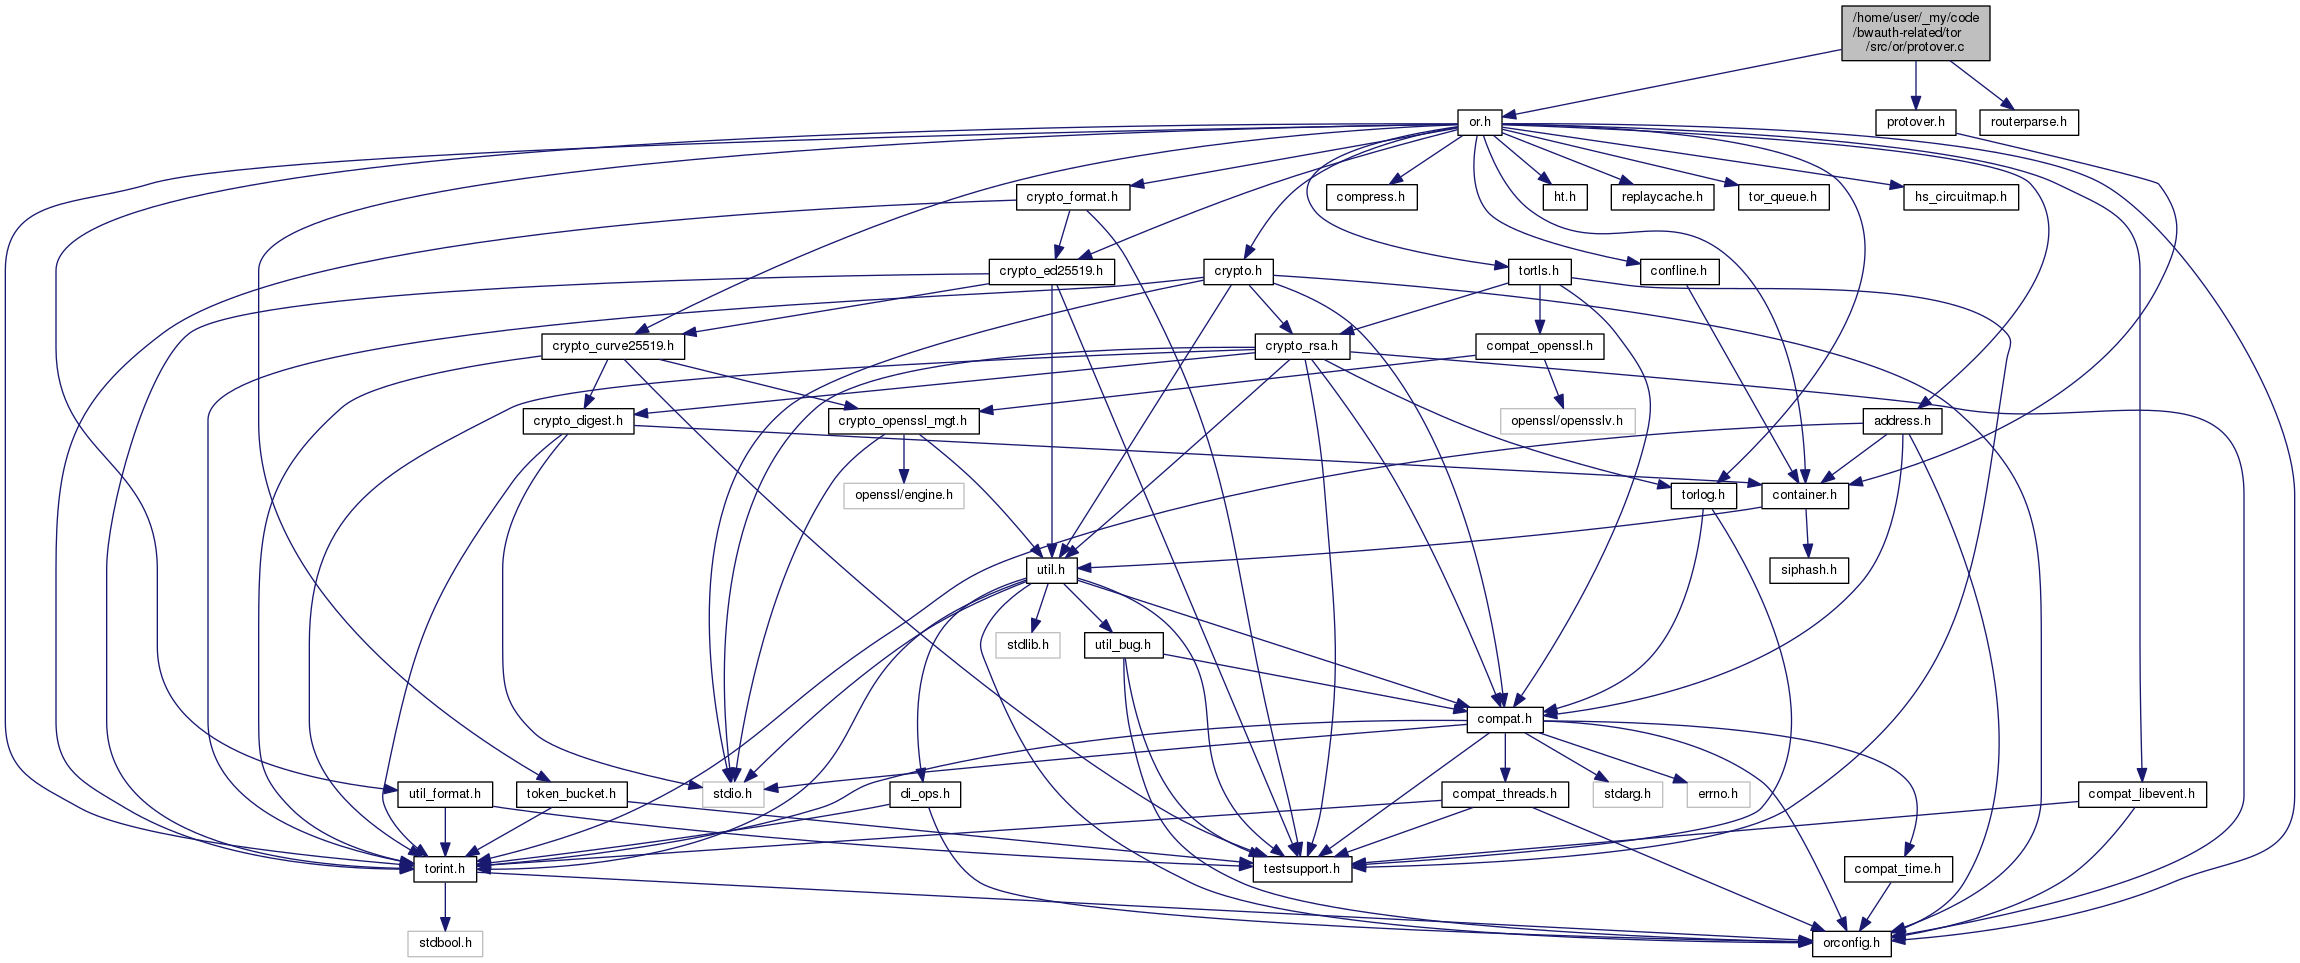 /home/user/_my/code
/bwauth-related/tor
/src/or/protover.c
or.h
protover.h
routerparse.h
crypto_format.h
compress.h
ht.h
replaycache.h
tor_queue.h
hs_circuitmap.h
crypto_ed25519.h
crypto.h
tortls.h
confline.h
crypto_curve25519.h
crypto_rsa.h
compat_openssl.h
crypto_digest.h
crypto_openssl_mgt.h
openssl/opensslv.h
address.h
openssl/engine.h
torlog.h
container.h
util.h
siphash.h
stdlib.h
util_bug.h
compat.h
util_format.h
token_bucket.h
stdio.h
di_ops.h
compat_threads.h
stdarg.h
errno.h
compat_libevent.h
torint.h
testsupport.h
compat_time.h
stdbool.h
orconfig.h